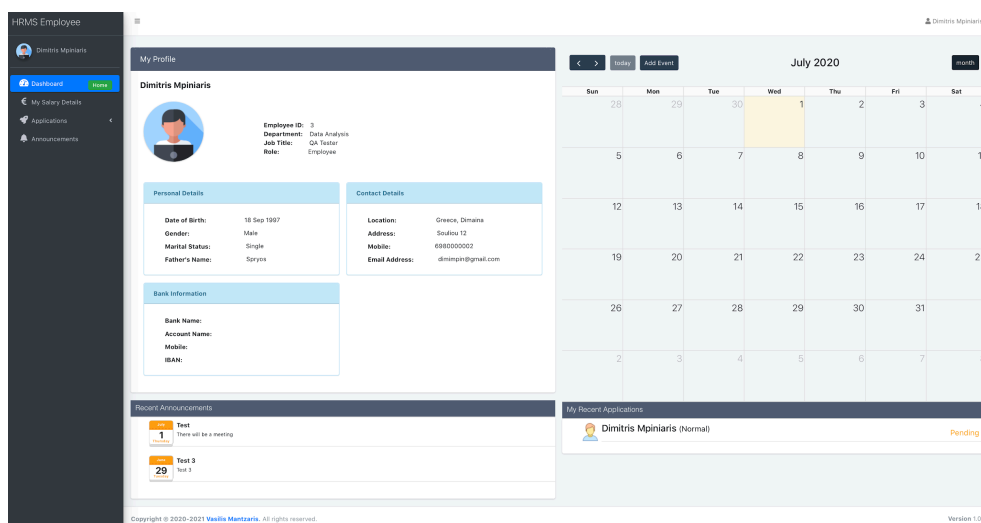 HRMS Employee
Dimitris Mpiniaris
Dimitris Mpiniaris
Dashboard Home
My Salary Details
Applications
Announcements
My Profile
Dimitris Mpiniaris
Employee ID: 3
Department: Data Analysis
Job Title: QA Tester
Role: Employee
Personal Details
Date of Birth: 18 Sep 1997
Gender: Male
Marital Status: Single
Father's Name: Spryos
Contact Details
Location: Greece, Dimaina
Address: Souliou 12
Mobile: 6980000002
Email Address: dimimpin@gmail.com
Bank Information
Bank Name:
Account Name:
Mobile:
IBAN:
today Add Event July 2020 month
Sun Mon Tue Wed Thu Fri Sat
28 29 30 1 2 3
5 6 7 8 9 10
12 13 14 15 16 17
19 20 21 22 23 24
26 27 28 29 30 31
2 3 4 5 6 7
Recent Announcements
1
Test
There will be a meeting
29
Test 3
Test 3
My Recent Applications
Dimitris Mpiniaris (Normal)
Pending
Copyright © 2020-2021 Vasilis Mantzaris. All rights reserved.
Version 1.0